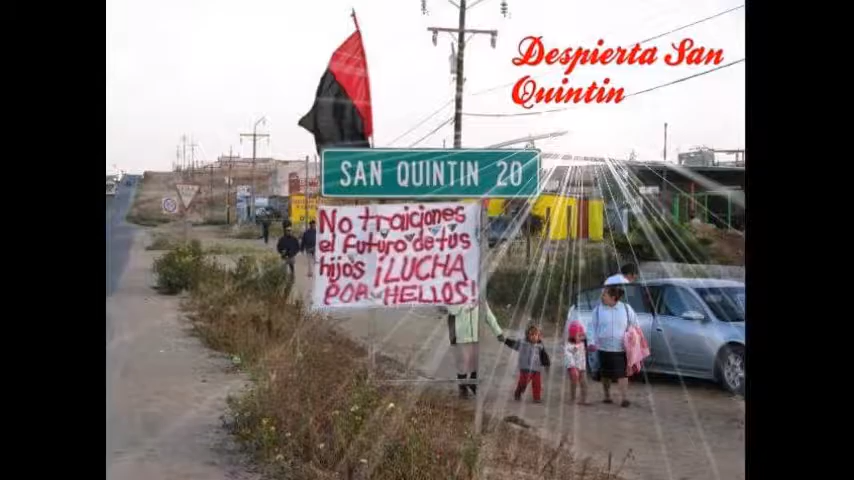 Despierta San
Quintin
SAN QUINTIN 20
No traiciones
el futuro de tus
hijos ¡LUCHA
POR HELLOS!